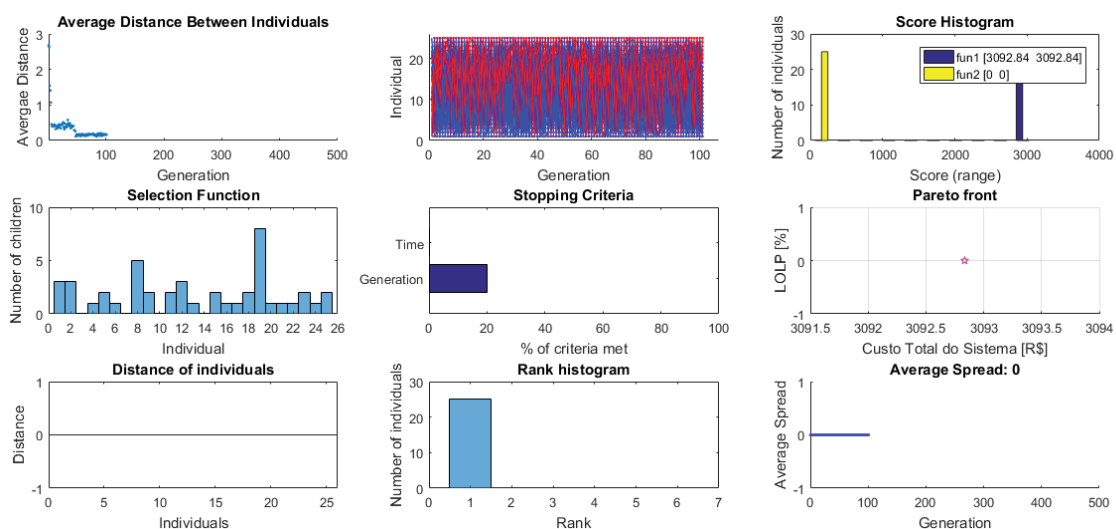 Average Distance Between Individuals
3
2
1
0
Avergae Distance
100 200 300 400 500
Generation
20
10
0
Individual
0 20 40 60 80 100
Generation
Score Histogram
30
20
10
0
Number of individuals
fun1 [3092.84 3092.84]
fun2 [0 0]
0 1000 2000 3000 4000
Score (range)
Selection Function
10
5
0
Number of children
0 2 4 6 8 10 12 14 16 18 20 22 24 26
Individual
Stopping Criteria
Time
Generation
0 20 40 60 80 100
% of criteria met
Pareto front
1
0
-1
LOLP [%]
3091.5 3092 3092.5 3093 3093.5 3094
Custo Total do Sistema [R$]
Distance of individuals
1
0
-1
Distance
0 5 10 15 20 25
Individuals
Rank histogram
30
20
10
0
Number of individuals
0 1 2 3 4 5 6 7
Rank
Average Spread: 0
1
0
-1
Average Spread
0 100 200 300 400 500
Generation